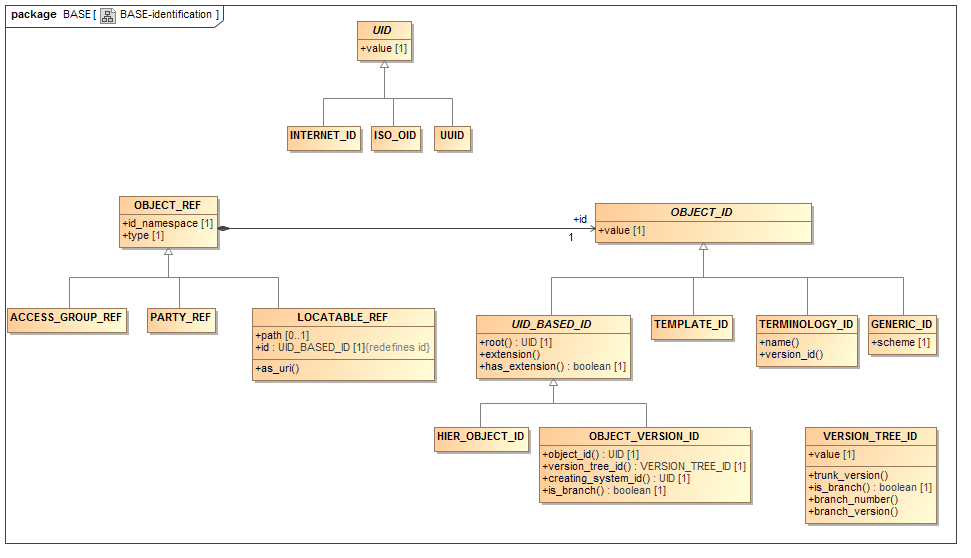 package BASE [ BASE-identification ]
UID
+value [1]
INTERNET_ID
ISO_OID
UUID
OBJECT_REF
+id_namespace [1]
+type [1]
+id
1
OBJECT_ID
+value [1]
ACCESS_GROUP_REF
PARTY_REF
LOCATABLE_REF
+path [0..1]
+id : UID_BASED_ID [1]{redefines id}
+as_uri()
UID_BASED_ID
+root() : UID [1]
+extension()
+has_extension() : boolean [1]
TEMPLATE_ID
TERMINOLOGY_ID
+name()
+version_id()
GENERIC_ID
+scheme [1]
HIER_OBJECT_ID
OBJECT_VERSION_ID
+object_id() : UID [1]
+version_tree_id() : VERSION_TREE_ID [1]
+creating_system_id() : UID [1]
+is_branch() : boolean [1]
VERSION_TREE_ID
+value [1]
+trunk_version()
+is_branch() : boolean [1]
+branch_number()
+branch_version()